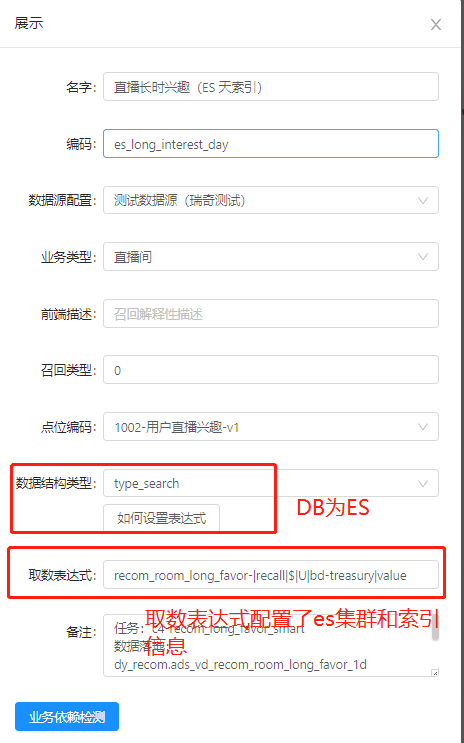 展示
名字: 直播长时兴趣（ES 天索引）
编码: es_long_interest_day
数据源配置: 测试数据源（瑞奇测试）
业务类型: 直播间
前端描述: 召回解释性描述
召回类型: 0
点位编码: 1002-用户直播兴趣-v1
数据结构类型: type_search
如何设置表达式
DB为ES
取数表达式: recom_room_long_favor-|recall|$|U|bd-treasury|value
取数表达式配置了es集群和索引
信息
备注: 任务: c4-recom_long_favor_smart
数据落地:
dy_recom.ads_vd_recom_room_long_favor_1d
业务依赖检测